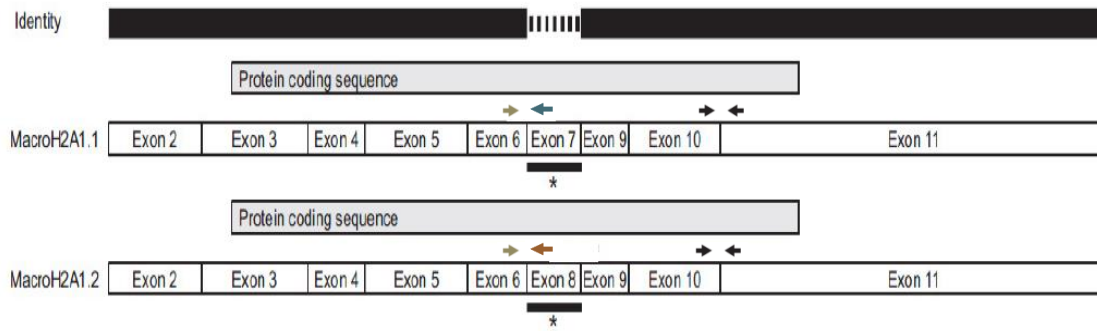 Identity
Protein coding sequence
MacroH2A1.1 Exon 2 Exon 3 Exon 4 Exon 5 Exon 6 Exon 7 Exon 9 Exon 10 Exon 11
*
Protein coding sequence
MacroH2A1.2 Exon 2 Exon 3 Exon 4 Exon 5 Exon 6 Exon 8 Exon 9 Exon 10 Exon 11
*